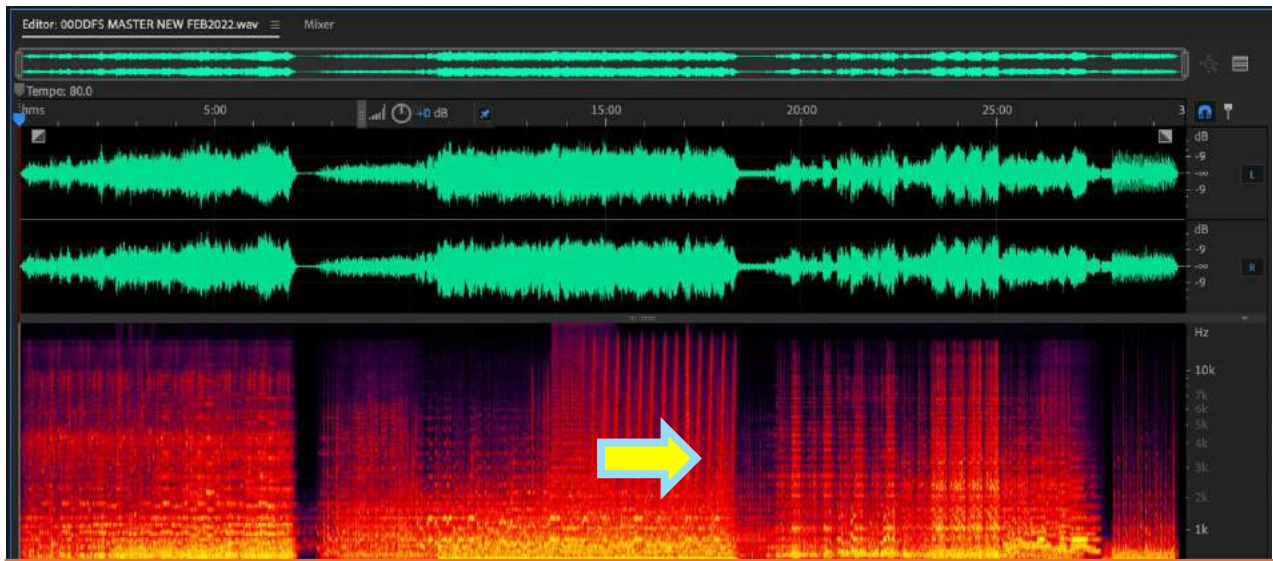 Editor: 00DDFS MASTER NEW FEB2022.wav Mixer
Tempo: 80.0
hms 5:00 +0 dB 15:00 20:00 25:00 3
dB
-9
-∞
-9
L
dB
-9
-∞
-9
R
Hz
10k
7k
6k
5k
4k
3k
2k
1k